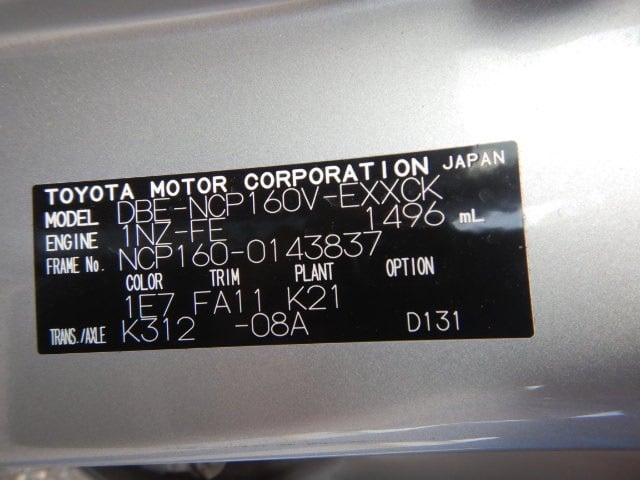 TOYOTA MOTOR CORPORATION JAPAN
MODEL DBE-NCP160V-EXXCK
ENGINE 1NZ-FE 1496 mL
FRAME No. NCP160-0143837
COLOR TRIM PLANT OPTION
1E7 FA11 K21
TRANS./AXLE K312 -08A D131